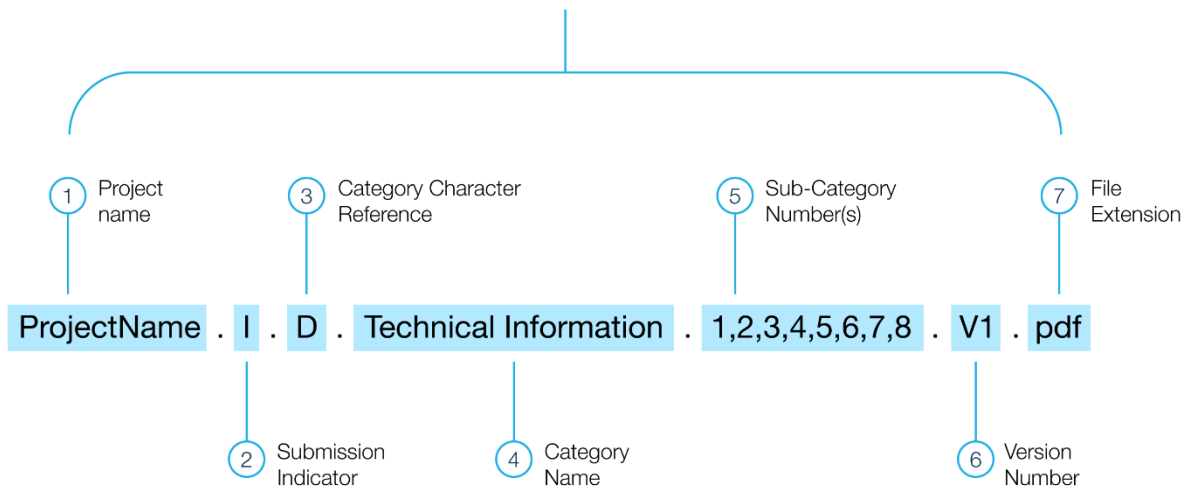 1 Project
name
3 Category Character
Reference
5 Sub-Category
Number(s)
7 File
Extension
ProjectName . I . D . Technical Information . 1,2,3,4,5,6,7,8 . V1 . pdf
2 Submission
Indicator
4 Category
Name
6 Version
Number